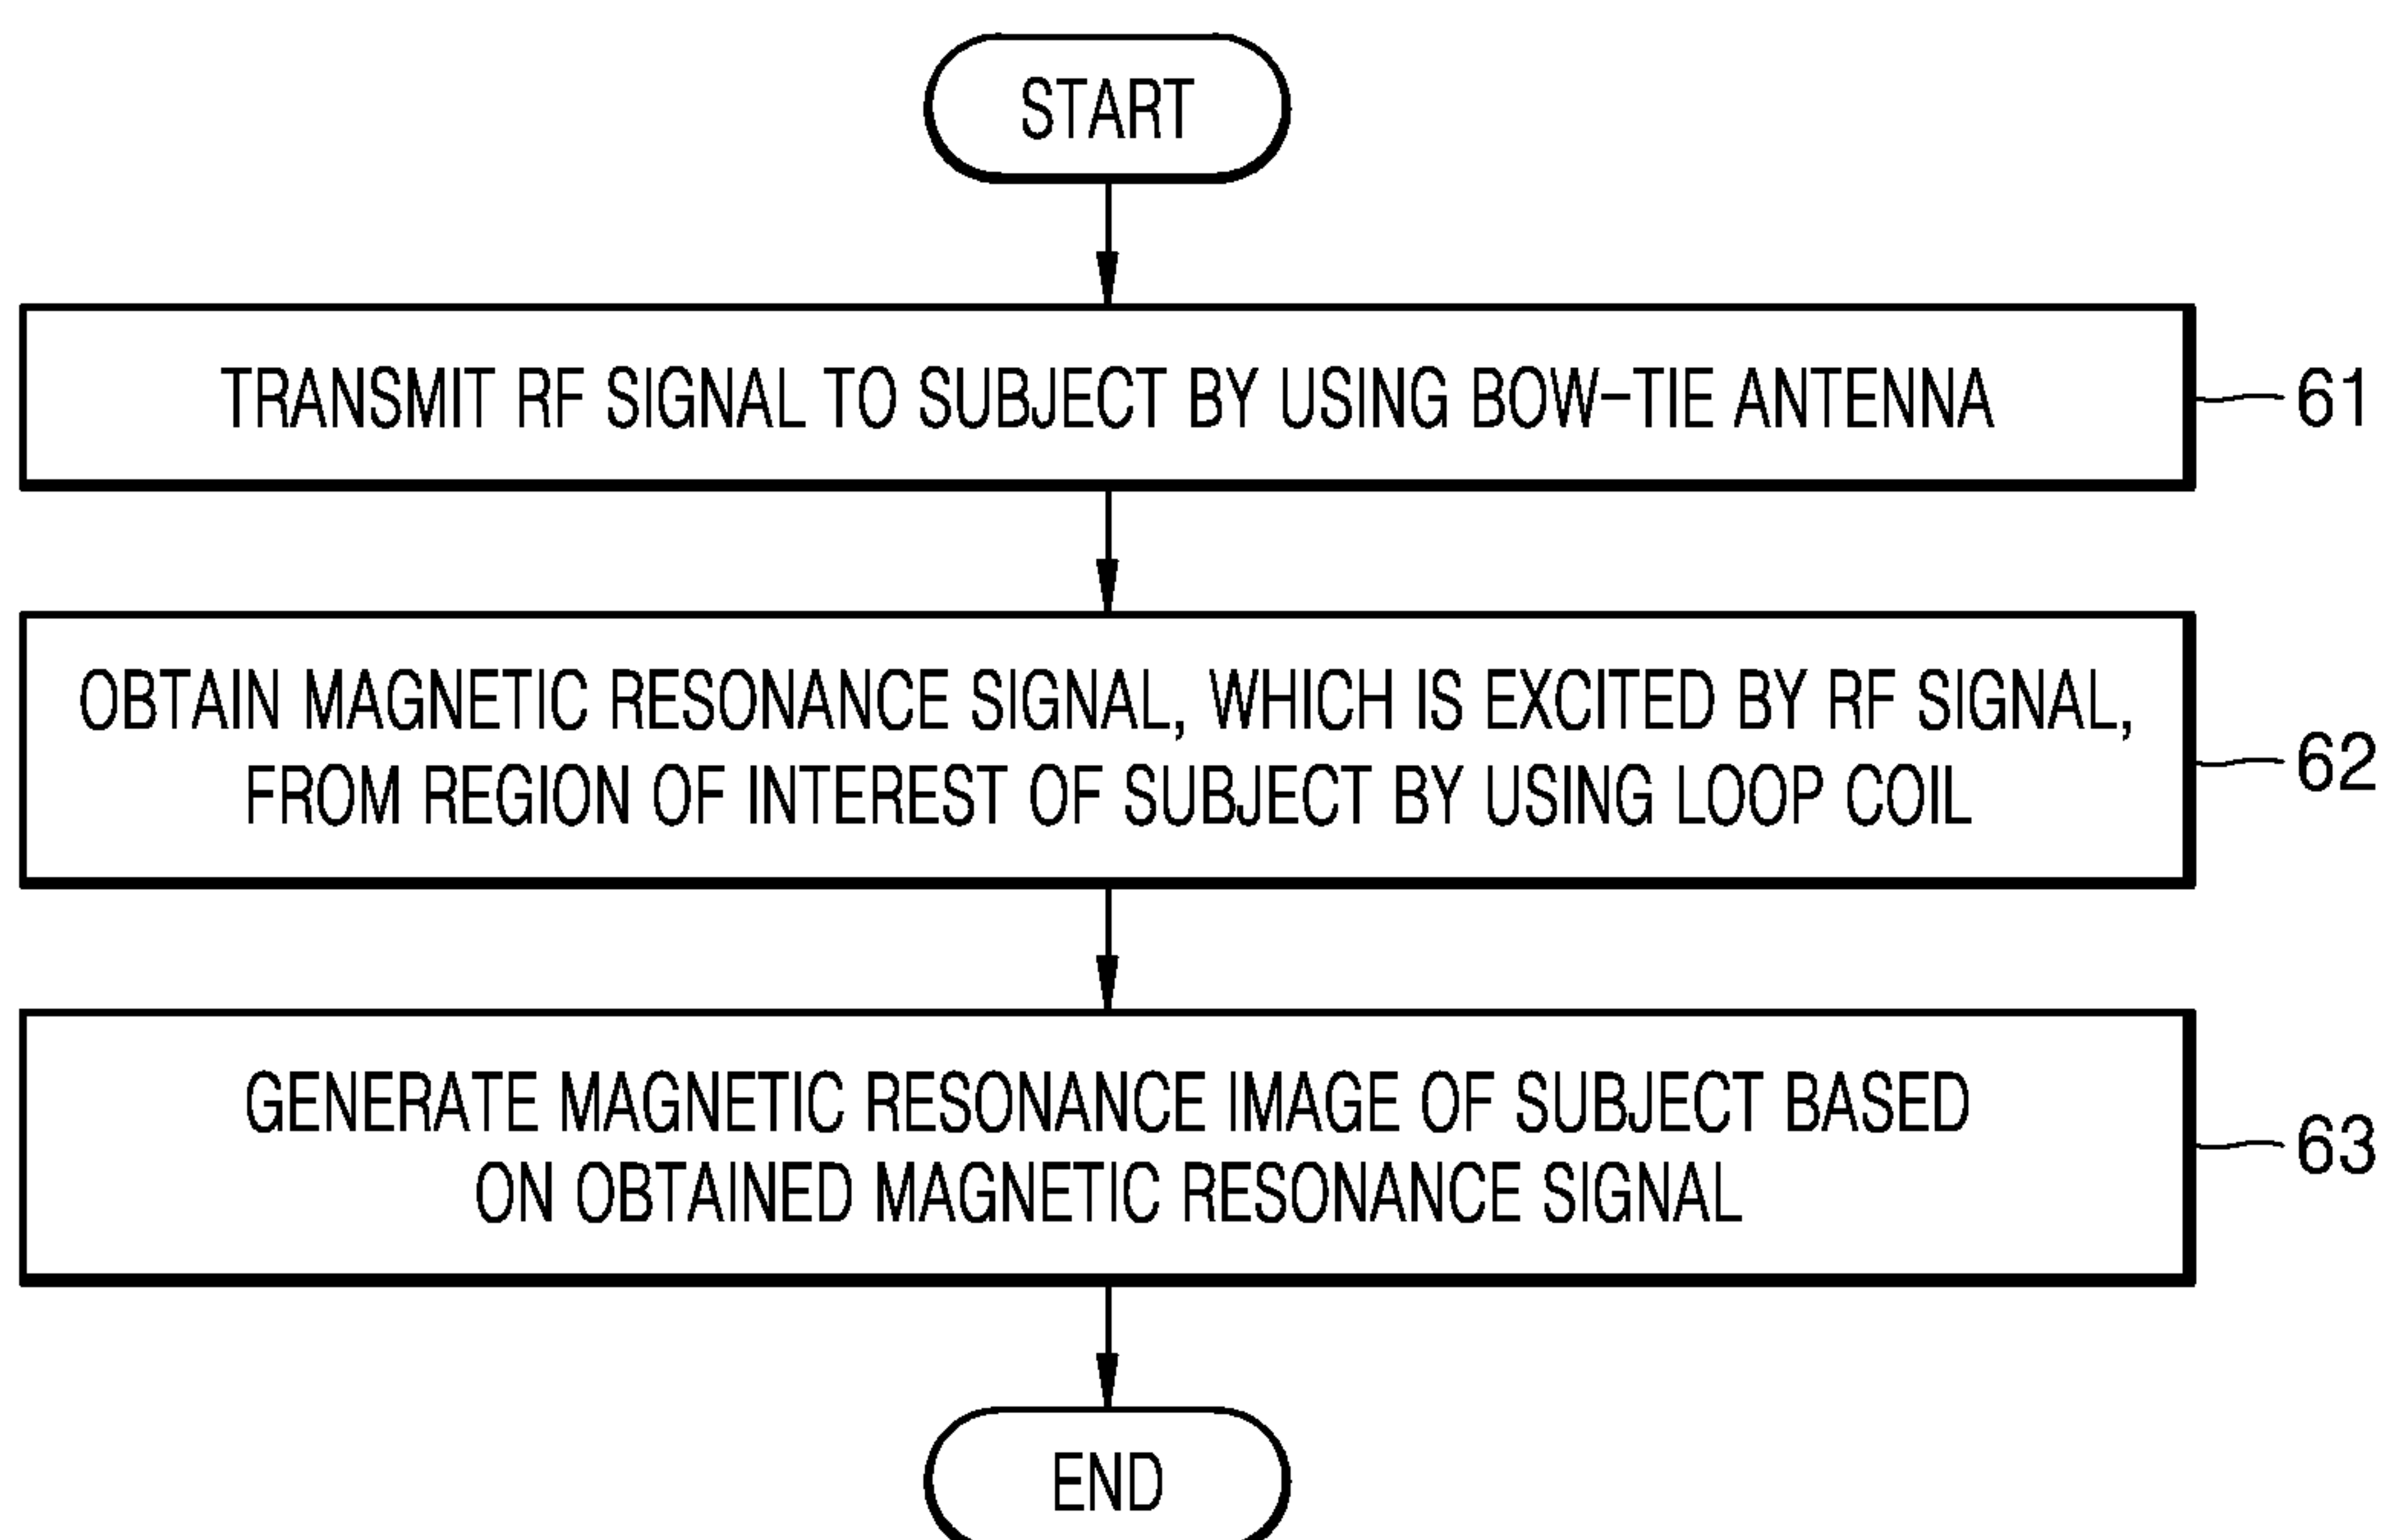 START
TRANSMIT RF SIGNAL TO SUBJECT BY USING BOW-TIE ANTENNA
61
OBTAIN MAGNETIC RESONANCE SIGNAL, WHICH IS EXCITED BY RF SIGNAL,
FROM REGION OF INTEREST OF SUBJECT BY USING LOOP COIL
62
GENERATE MAGNETIC RESONANCE IMAGE OF SUBJECT BASED
ON OBTAINED MAGNETIC RESONANCE SIGNAL
63
END